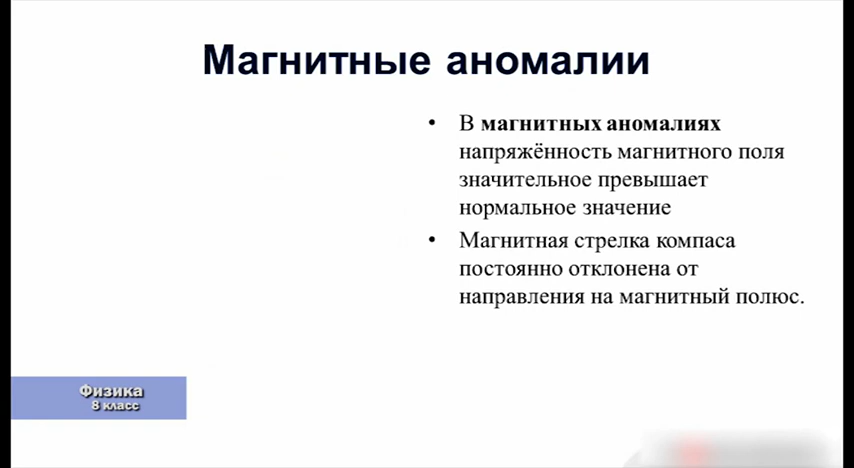 Магнитные аномалии
• В магнитных аномалиях
напряжённость магнитного поля
значительное превышает
нормальное значение
• Магнитная стрелка компаса
постоянно отклонена от
направления на магнитный полюс.
Физика
8 класс